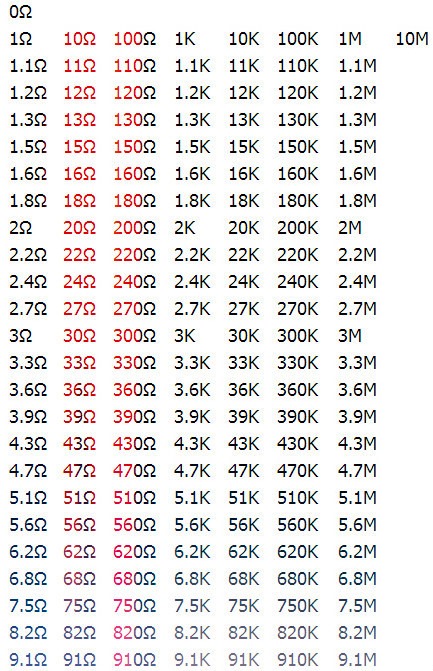 0Ω
1Ω 10Ω 100Ω 1K 10K 100K 1M 10M
1.1Ω 11Ω 110Ω 1.1K 11K 110K 1.1M
1.2Ω 12Ω 120Ω 1.2K 12K 120K 1.2M
1.3Ω 13Ω 130Ω 1.3K 13K 130K 1.3M
1.5Ω 15Ω 150Ω 1.5K 15K 150K 1.5M
1.6Ω 16Ω 160Ω 1.6K 16K 160K 1.6M
1.8Ω 18Ω 180Ω 1.8K 18K 180K 1.8M
2Ω 20Ω 200Ω 2K 20K 200K 2M
2.2Ω 22Ω 220Ω 2.2K 22K 220K 2.2M
2.4Ω 24Ω 240Ω 2.4K 24K 240K 2.4M
2.7Ω 27Ω 270Ω 2.7K 27K 270K 2.7M
3Ω 30Ω 300Ω 3K 30K 300K 3M
3.3Ω 33Ω 330Ω 3.3K 33K 330K 3.3M
3.6Ω 36Ω 360Ω 3.6K 36K 360K 3.6M
3.9Ω 39Ω 390Ω 3.9K 39K 390K 3.9M
4.3Ω 43Ω 430Ω 4.3K 43K 430K 4.3M
4.7Ω 47Ω 470Ω 4.7K 47K 470K 4.7M
5.1Ω 51Ω 510Ω 5.1K 51K 510K 5.1M
5.6Ω 56Ω 560Ω 5.6K 56K 560K 5.6M
6.2Ω 62Ω 620Ω 6.2K 62K 620K 6.2M
6.8Ω 68Ω 680Ω 6.8K 68K 680K 6.8M
7.5Ω 75Ω 750Ω 7.5K 75K 750K 7.5M
8.2Ω 82Ω 820Ω 8.2K 82K 820K 8.2M
9.1Ω 91Ω 910Ω 9.1K 91K 910K 9.1M